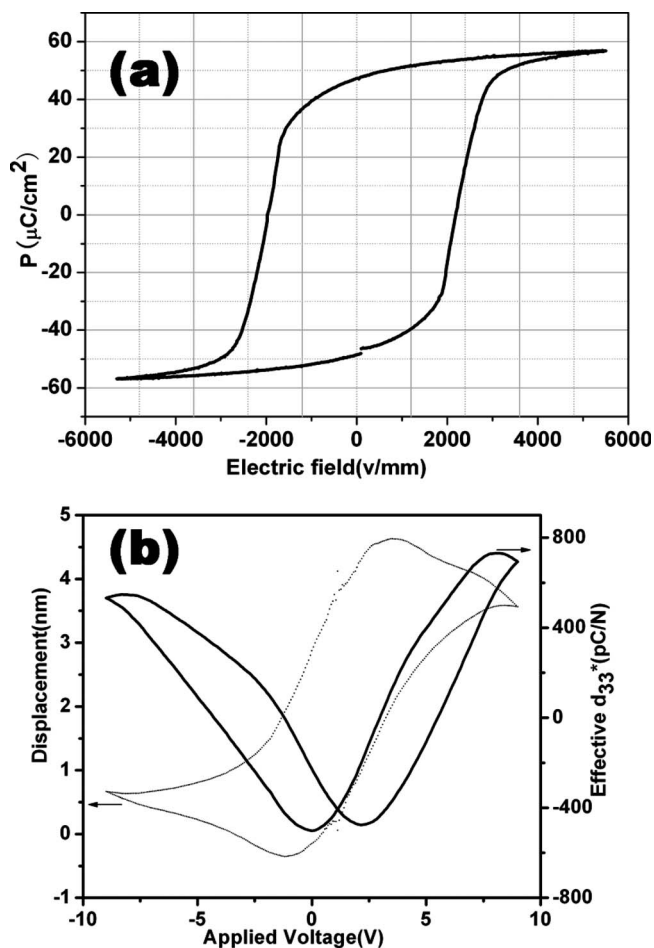 (a)
P (μC/cm2)
60
40
20
0
-20
-40
-60
-6000 -4000 -2000 0 2000 4000 6000
Electric field(v/mm)
(b)
Displacement(nm)
5
4
3
2
1
0
-1
800
400
0
-400
-800
Effective d33*(pC/N)
-10 -5 0 5 10
Applied Voltage(V)